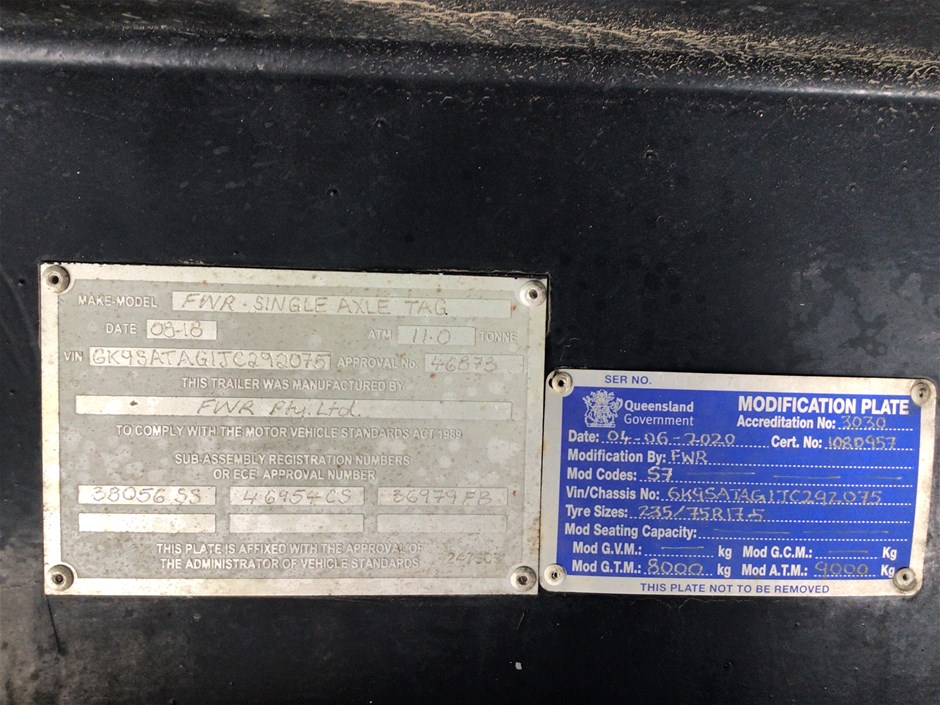 MAKE-MODEL FWR. SINGLE AXLE TAG
DATE 08-18 ATM 11.0 TONNE
VIN 6K9SATAG1TC292075 APPROVAL No. 46873
THIS TRAILER WAS MANUFACTURED BY
FWR Pty. Ltd.
TO COMPLY WITH THE MOTOR VEHICLE STANDARDS ACT 1989
SUB-ASSEMBLY REGISTRATION NUMBERS
OR ECE APPROVAL NUMBER
38056 SS 46954 CS 36979 FB
THIS PLATE IS AFFIXED WITH THE APPROVAL OF
THE ADMINISTRATOR OF VEHICLE STANDARDS
SER NO.
Queensland
Government
MODIFICATION PLATE
Accreditation No: 3030
Date: 04-06-2020 Cert. No: 1080957
Modification By: FWR
Mod Codes: S7
Vin/Chassis No: 6K9SATAG1TC292075
Tyre Sizes: 235/75R17.5
Mod Seating Capacity:
Mod G.V.M.: kg Mod G.C.M.: Kg
Mod G.T.M.: 8000 kg Mod A.T.M.: 9000 Kg
THIS PLATE NOT TO BE REMOVED